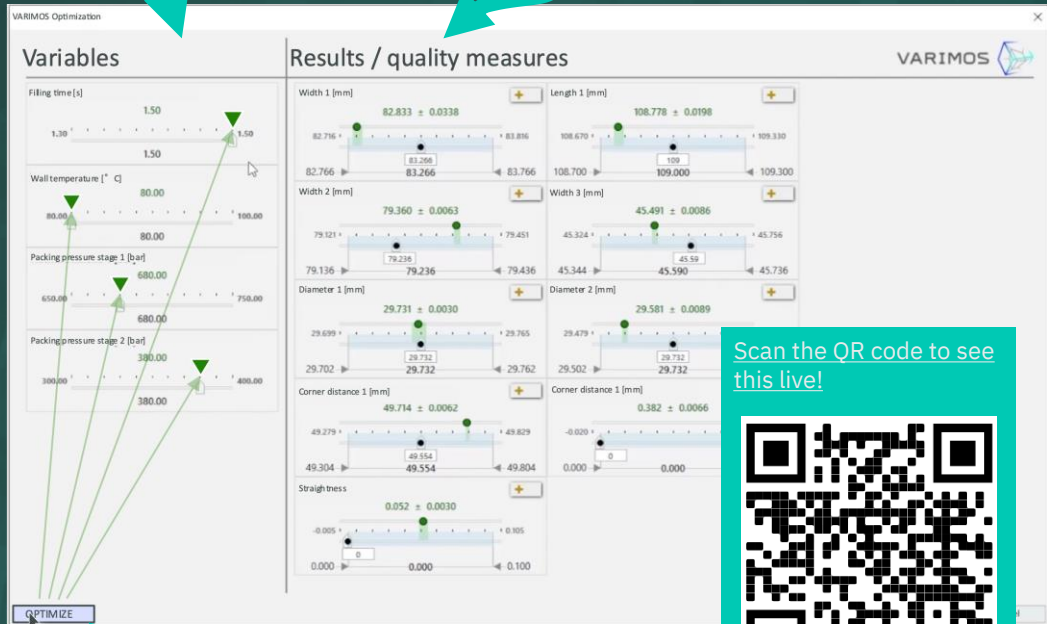 VARIMOS Optimization
Variables
Results / quality measures
VARIMOS
Filling time [s]
1.50
1.30
1.50
1.50
Wall temperature [° C]
80.00
80.00
100.00
80.00
Packing pressure stage 1 [bar]
680.00
650.00
750.00
680.00
Packing pressure stage 2 [bar]
380.00
300.00
400.00
380.00
Width 1 [mm]
82.833 ± 0.0338
82.716
83.816
83.266
82.766
83.266
83.766
Length 1 [mm]
108.778 ± 0.0198
108.670
109.330
109
108.700
109.000
109.300
Width 2 [mm]
79.360 ± 0.0063
79.121
79.451
79.236
79.136
79.236
79.436
Width 3 [mm]
45.491 ± 0.0086
45.324
45.756
45.59
45.344
45.590
45.736
Diameter 1 [mm]
29.731 ± 0.0030
29.699
29.765
29.732
29.702
29.732
29.762
Diameter 2 [mm]
29.581 ± 0.0089
29.479
29.732
29.502
29.732
Corner distance 1 [mm]
49.714 ± 0.0062
49.279
49.829
49.554
49.304
49.554
49.804
Corner distance 1 [mm]
0.382 ± 0.0066
-0.020
0
0.000
0.000
Straightness
0.052 ± 0.0030
-0.005
0.105
0
0.000
0.000
0.100
Scan the QR code to see
this live!
OPTIMIZE